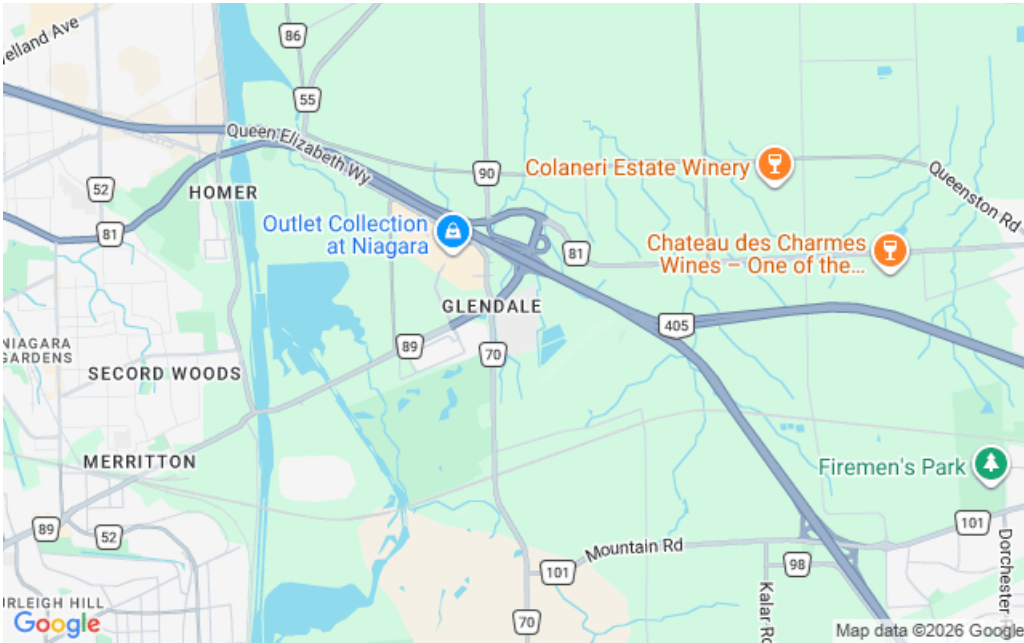 elland Ave
86
55
Queen Elizabeth Wy
52
HOMER
90
Colaneri Estate Winery
Queenston Rd
81
Outlet Collection
at Niagara
81
Chateau des Charmes
Wines – One of the...
GLENDALE
405
NIAGARA
GARDENS
89
70
SECORD WOODS
MERRITTON
Firemen's Park
89
52
101
Mountain Rd
101
98
Dorchester R
Kalar Rd
URLEIGH HILL
70
Google
Map data ©2026 Google